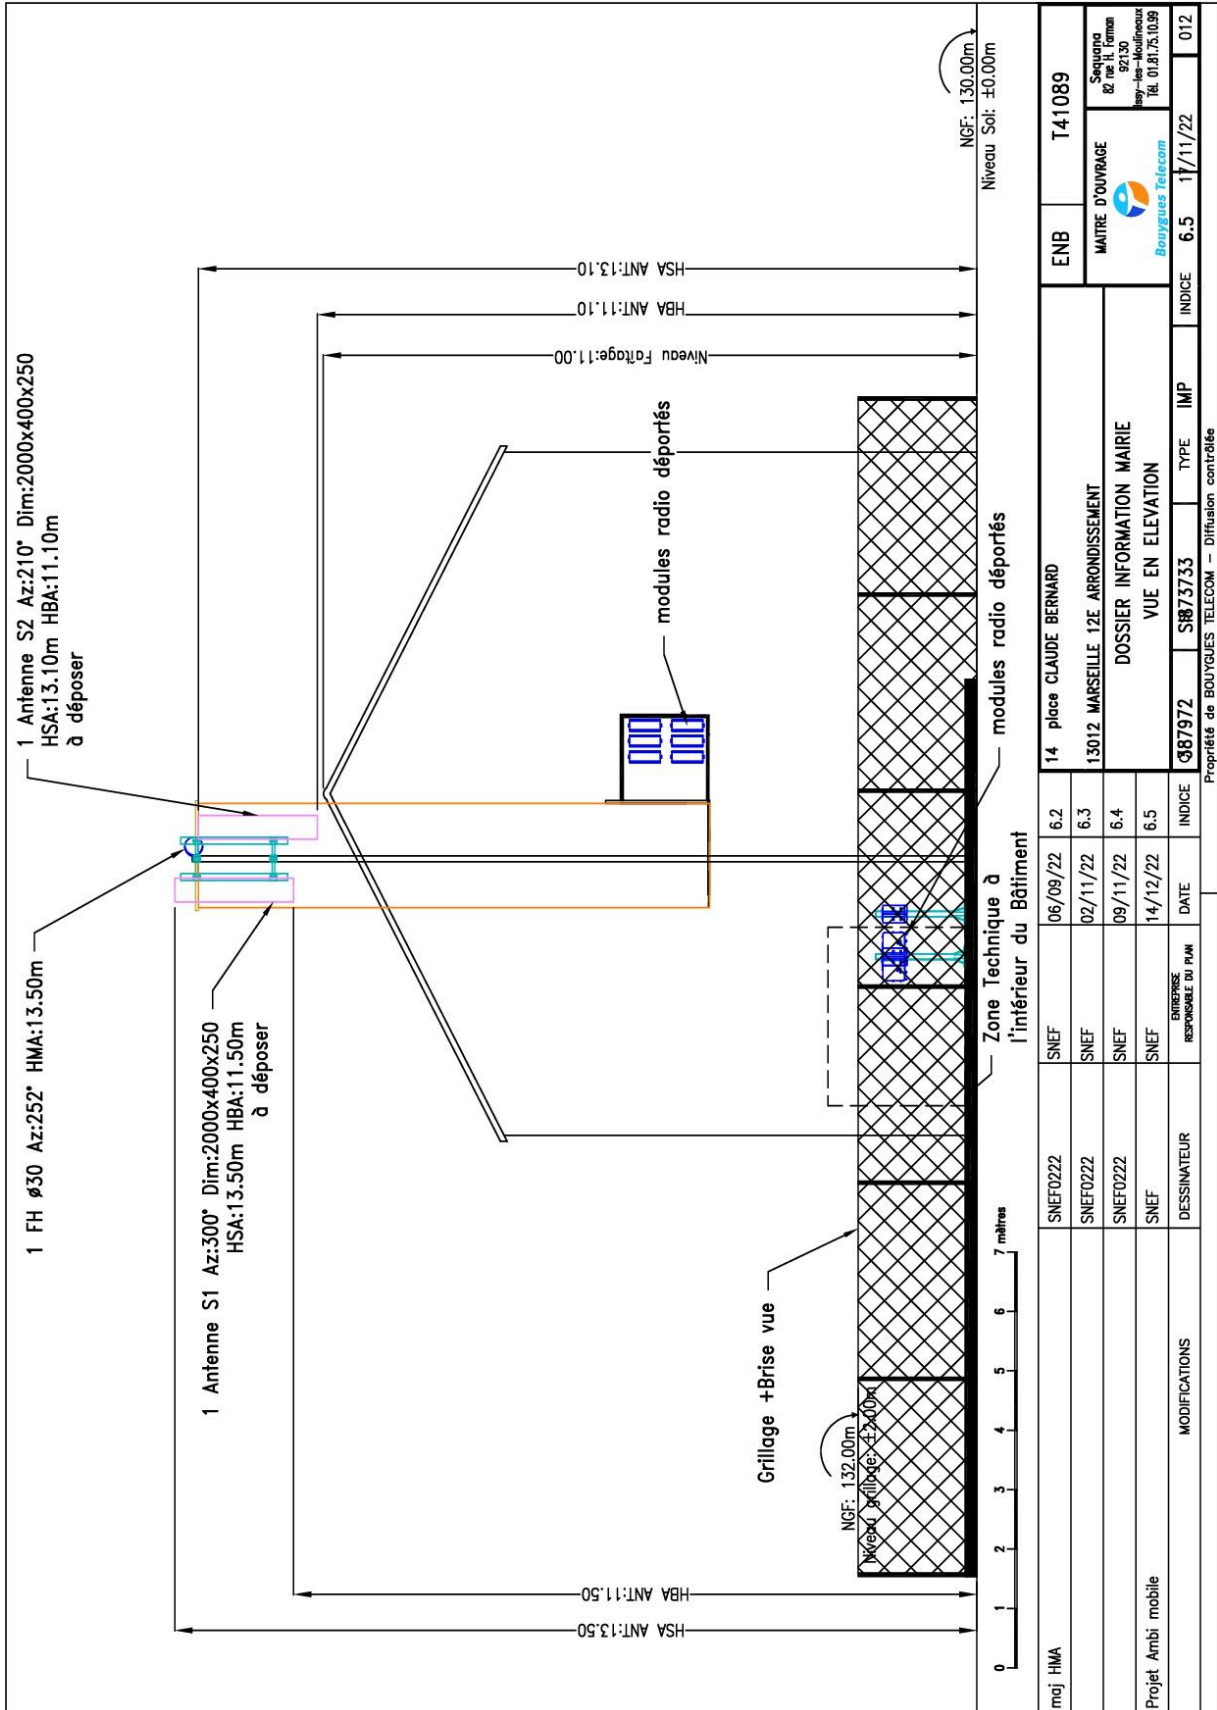 1 FH ø30 Az:252° HMA:13.50m
1 Antenne S2 Az:210° Dim:2000x400x250
HSA:13.10m HBA:11.10m
à déposer
1 Antenne S1 Az:300° Dim:2000x400x250
HSA:13.50m HBA:11.50m
à déposer
HSA ANT:13.50
HBA ANT:11.50
Niveau Faîtage:11.00
HBA ANT:11.10
HSA ANT:13.10
modules radio déportés
Grillage +Brise vue
NGF: 132.00m
Niveau grillage: ±2.00m
NGF: 130.00m
Niveau Sol: ±0.00m
modules radio déportés
Zone Technique à
l'intérieur du Bâtiment
0 1 2 3 4 5 6 7 mètres
maj HMA SNEF0222 SNEF 06/09/22 6.2
SNEF0222 SNEF 02/11/22 6.3
SNEF0222 SNEF 09/11/22 6.4
Projet Ambi mobile SNEF SNEF 14/12/22 6.5
MODIFICATIONS DESSINATEUR ENTREPRISE RESPONSABLE DU PLAN DATE INDICE
14 place CLAUDE BERNARD
13012 MARSEILLE 12E ARRONDISSEMENT
ENB T41089
DOSSIER INFORMATION MAIRIE
VUE EN ELEVATION
MAITRE D'OUVRAGE
Bouygues Telecom
Sequana
82 rue H. Farman
92130
Issy-les-Moulineaux
Tél. 01.81.75.10.99
387972 873733 TYPE IMP INDICE 6.5 17/11/22 012
Propriété de BOUYGUES TELECOM - Diffusion contrôlée